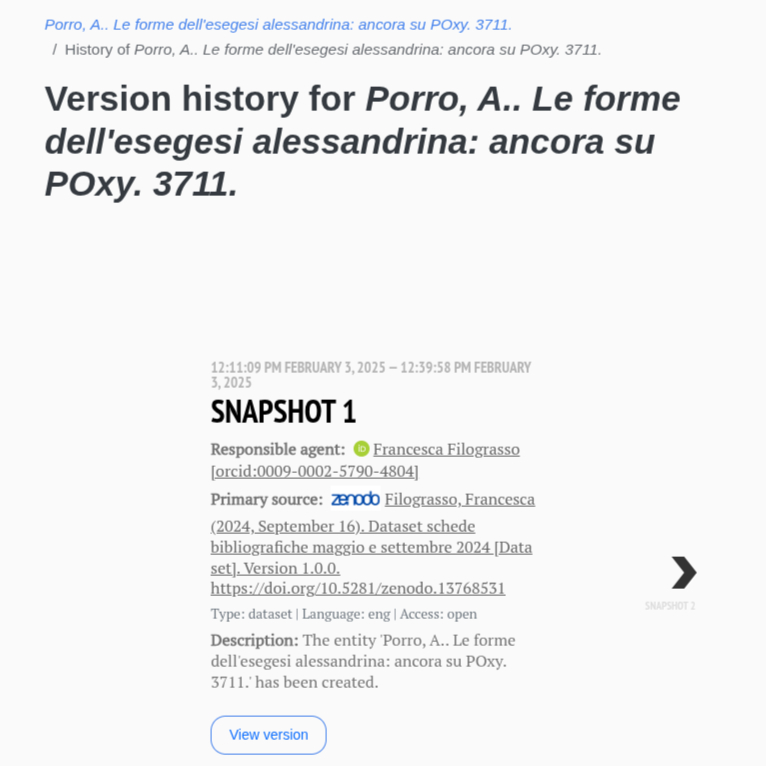 Porro, A.. Le forme dell'esegesi alessandrina: ancora su POxy. 3711.
/ History of Porro, A.. Le forme dell'esegesi alessandrina: ancora su POxy. 3711.
Version history for Porro, A.. Le forme
dell'esegesi alessandrina: ancora su
POxy. 3711.
12:11:09 PM FEBRUARY 3, 2025 – 12:39:58 PM FEBRUARY
3, 2025
SNAPSHOT 1
Responsible agent: iD Francesca Filograsso
[orcid:0009-0002-5790-4804]
Primary source: zenodo Filograsso, Francesca
(2024, September 16). Dataset schede
bibliografiche maggio e settembre 2024 [Data
set]. Version 1.0.0.
https://doi.org/10.5281/zenodo.13768531
Type: dataset | Language: eng | Access: open
Description: The entity 'Porro, A.. Le forme
dell'esegesi alessandrina: ancora su POxy.
3711.' has been created.
SNAPSHOT 2
View version